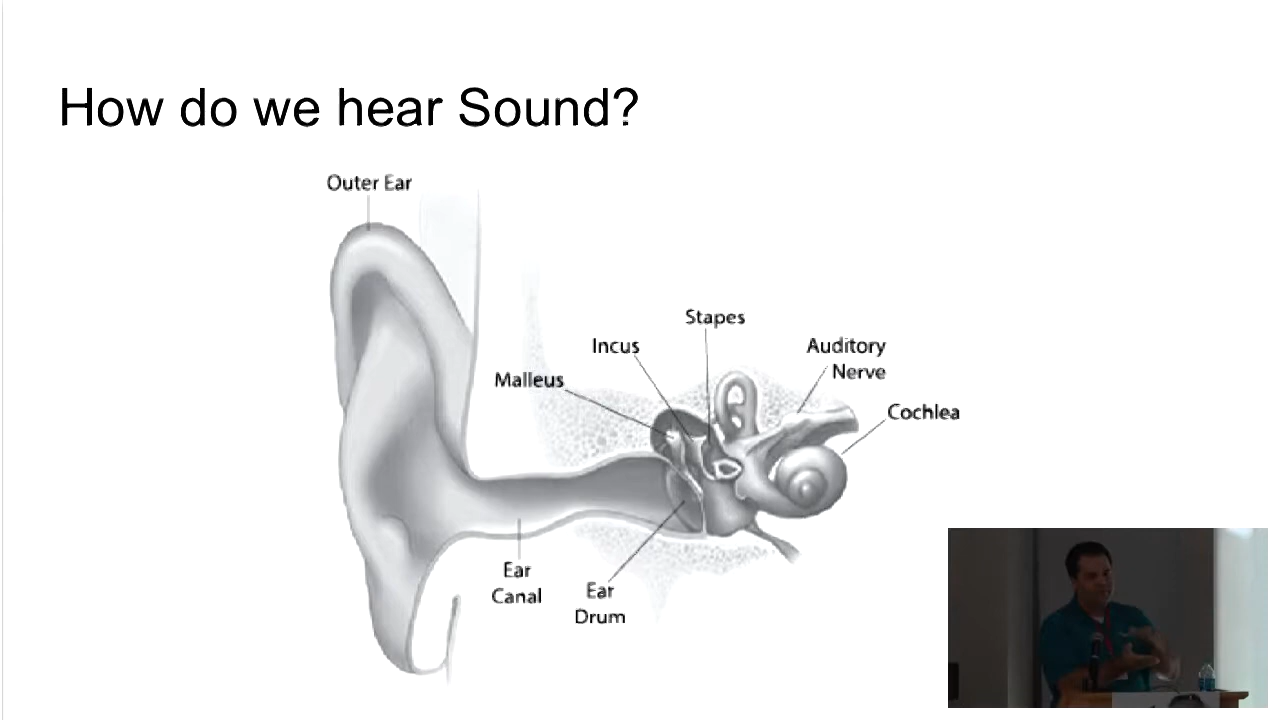 How do we hear Sound?
Outer Ear
Stapes
Incus
Auditory
Nerve
Malleus
Cochlea
Ear
Canal
Ear
Drum